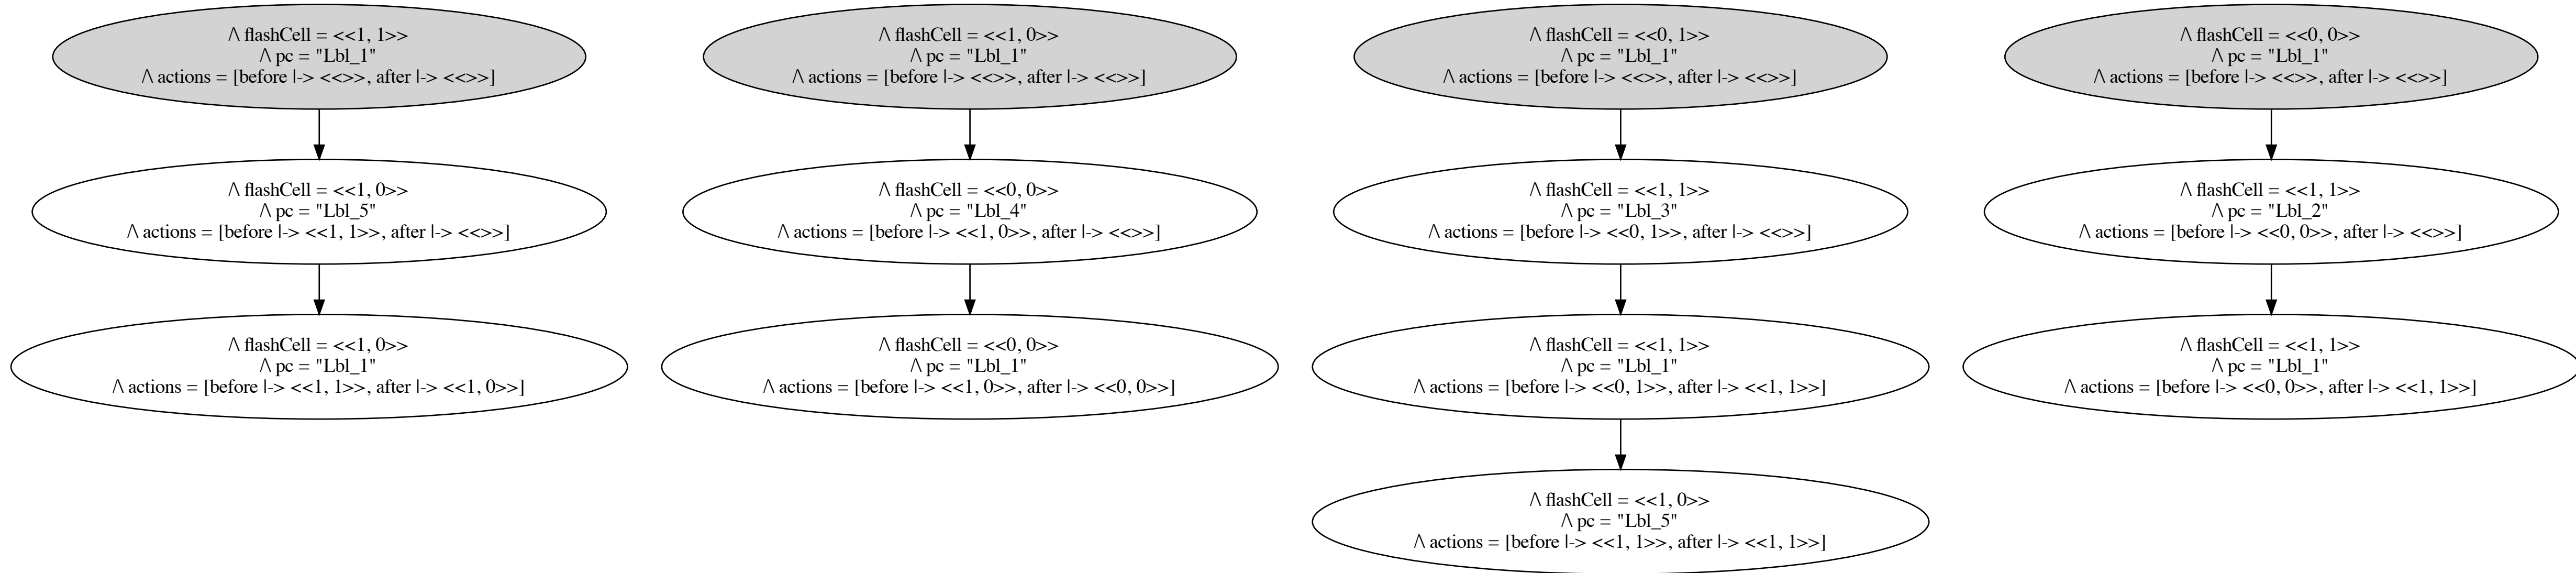 /\ flashCell = <<1, 1>>
/\ pc = "Lbl_1"
/\ actions = [before |-> <<>>, after |-> <<>>]
/\ flashCell = <<1, 0>>
/\ pc = "Lbl_1"
/\ actions = [before |-> <<>>, after |-> <<>>]
/\ flashCell = <<0, 1>>
/\ pc = "Lbl_1"
/\ actions = [before |-> <<>>, after |-> <<>>]
/\ flashCell = <<0, 0>>
/\ pc = "Lbl_1"
/\ actions = [before |-> <<>>, after |-> <<>>]
/\ flashCell = <<1, 0>>
/\ pc = "Lbl_5"
/\ actions = [before |-> <<1, 1>>, after |-> <<>>]
/\ flashCell = <<0, 0>>
/\ pc = "Lbl_4"
/\ actions = [before |-> <<1, 0>>, after |-> <<>>]
/\ flashCell = <<1, 1>>
/\ pc = "Lbl_3"
/\ actions = [before |-> <<0, 1>>, after |-> <<>>]
/\ flashCell = <<1, 1>>
/\ pc = "Lbl_2"
/\ actions = [before |-> <<0, 0>>, after |-> <<>>]
/\ flashCell = <<1, 0>>
/\ pc = "Lbl_1"
/\ actions = [before |-> <<1, 1>>, after |-> <<1, 0>>]
/\ flashCell = <<0, 0>>
/\ pc = "Lbl_1"
/\ actions = [before |-> <<1, 0>>, after |-> <<0, 0>>]
/\ flashCell = <<1, 1>>
/\ pc = "Lbl_1"
/\ actions = [before |-> <<0, 1>>, after |-> <<1, 1>>]
/\ flashCell = <<1, 1>>
/\ pc = "Lbl_1"
/\ actions = [before |-> <<0, 0>>, after |-> <<1, 1>>]
/\ flashCell = <<1, 0>>
/\ pc = "Lbl_5"
/\ actions = [before |-> <<1, 1>>, after |-> <<1, 1>>]